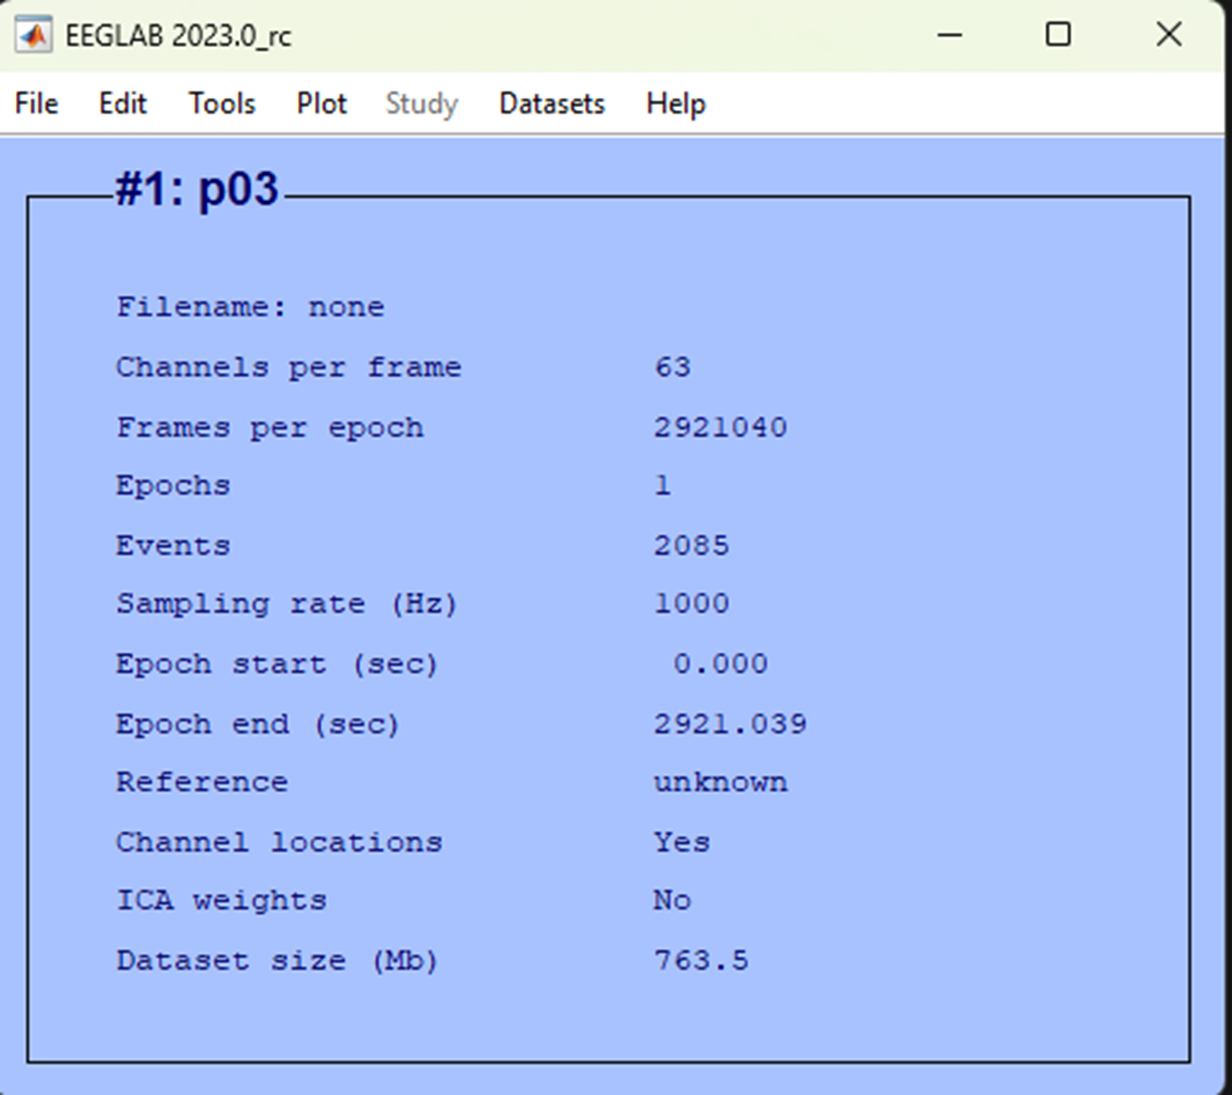 EEGLAB 2023.0_rc
File Edit Tools Plot Study Datasets Help
#1: p03
Filename: none
Channels per frame 63
Frames per epoch 2921040
Epochs 1
Events 2085
Sampling rate (Hz) 1000
Epoch start (sec) 0.000
Epoch end (sec) 2921.039
Reference unknown
Channel locations Yes
ICA weights No
Dataset size (Mb) 763.5